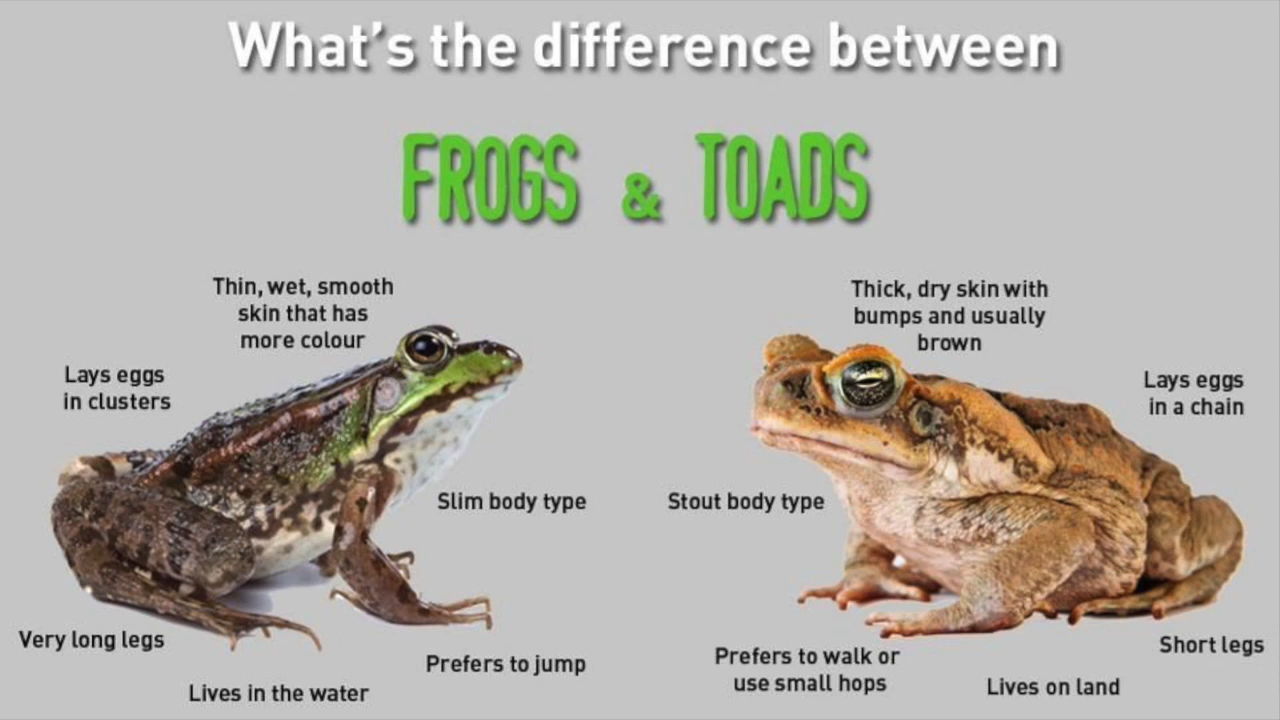 What's the difference between
FROGS & TOADS
Thin, wet, smooth
skin that has
more colour
Lays eggs
in clusters
Slim body type
Very long legs
Prefers to jump
Lives in the water
Thick, dry skin with
bumps and usually
brown
Lays eggs
in a chain
Stout body type
Short legs
Prefers to walk or
use small hops
Lives on land